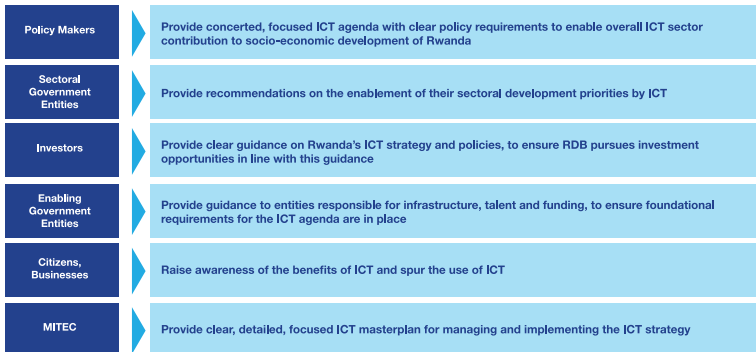 Policy Makers
Provide concerted, focused ICT agenda with clear policy requirements to enable overall ICT sector
contribution to socio-economic development of Rwanda
Sectoral
Government
Entities
Provide recommendations on the enablement of their sectoral development priorities by ICT
Investors
Provide clear guidance on Rwanda's ICT strategy and policies, to ensure RDB pursues investment
opportunities in line with this guidance
Enabling
Government
Entities
Provide guidance to entities responsible for infrastructure, talent and funding, to ensure foundational
requirements for the ICT agenda are in place
Citizens,
Businesses
Raise awareness of the benefits of ICT and spur the use of ICT
MITEC
Provide clear, detailed, focused ICT masterplan for managing and implementing the ICT strategy